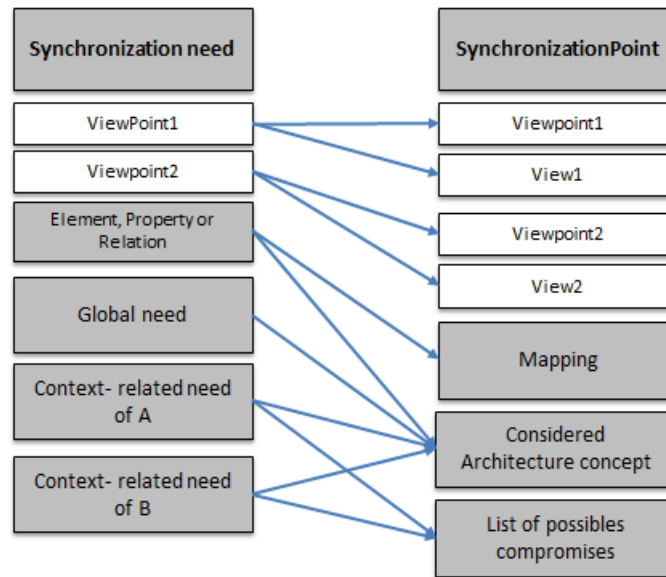 Synchronization need
ViewPoint1
Viewpoint2
Element, Property or
Relation
Global need
Context- related need
of A
Context- related need
of B
SynchronizationPoint
Viewpoint1
View1
Viewpoint2
View2
Mapping
Considered
Architecture concept
List of possibles
compromises